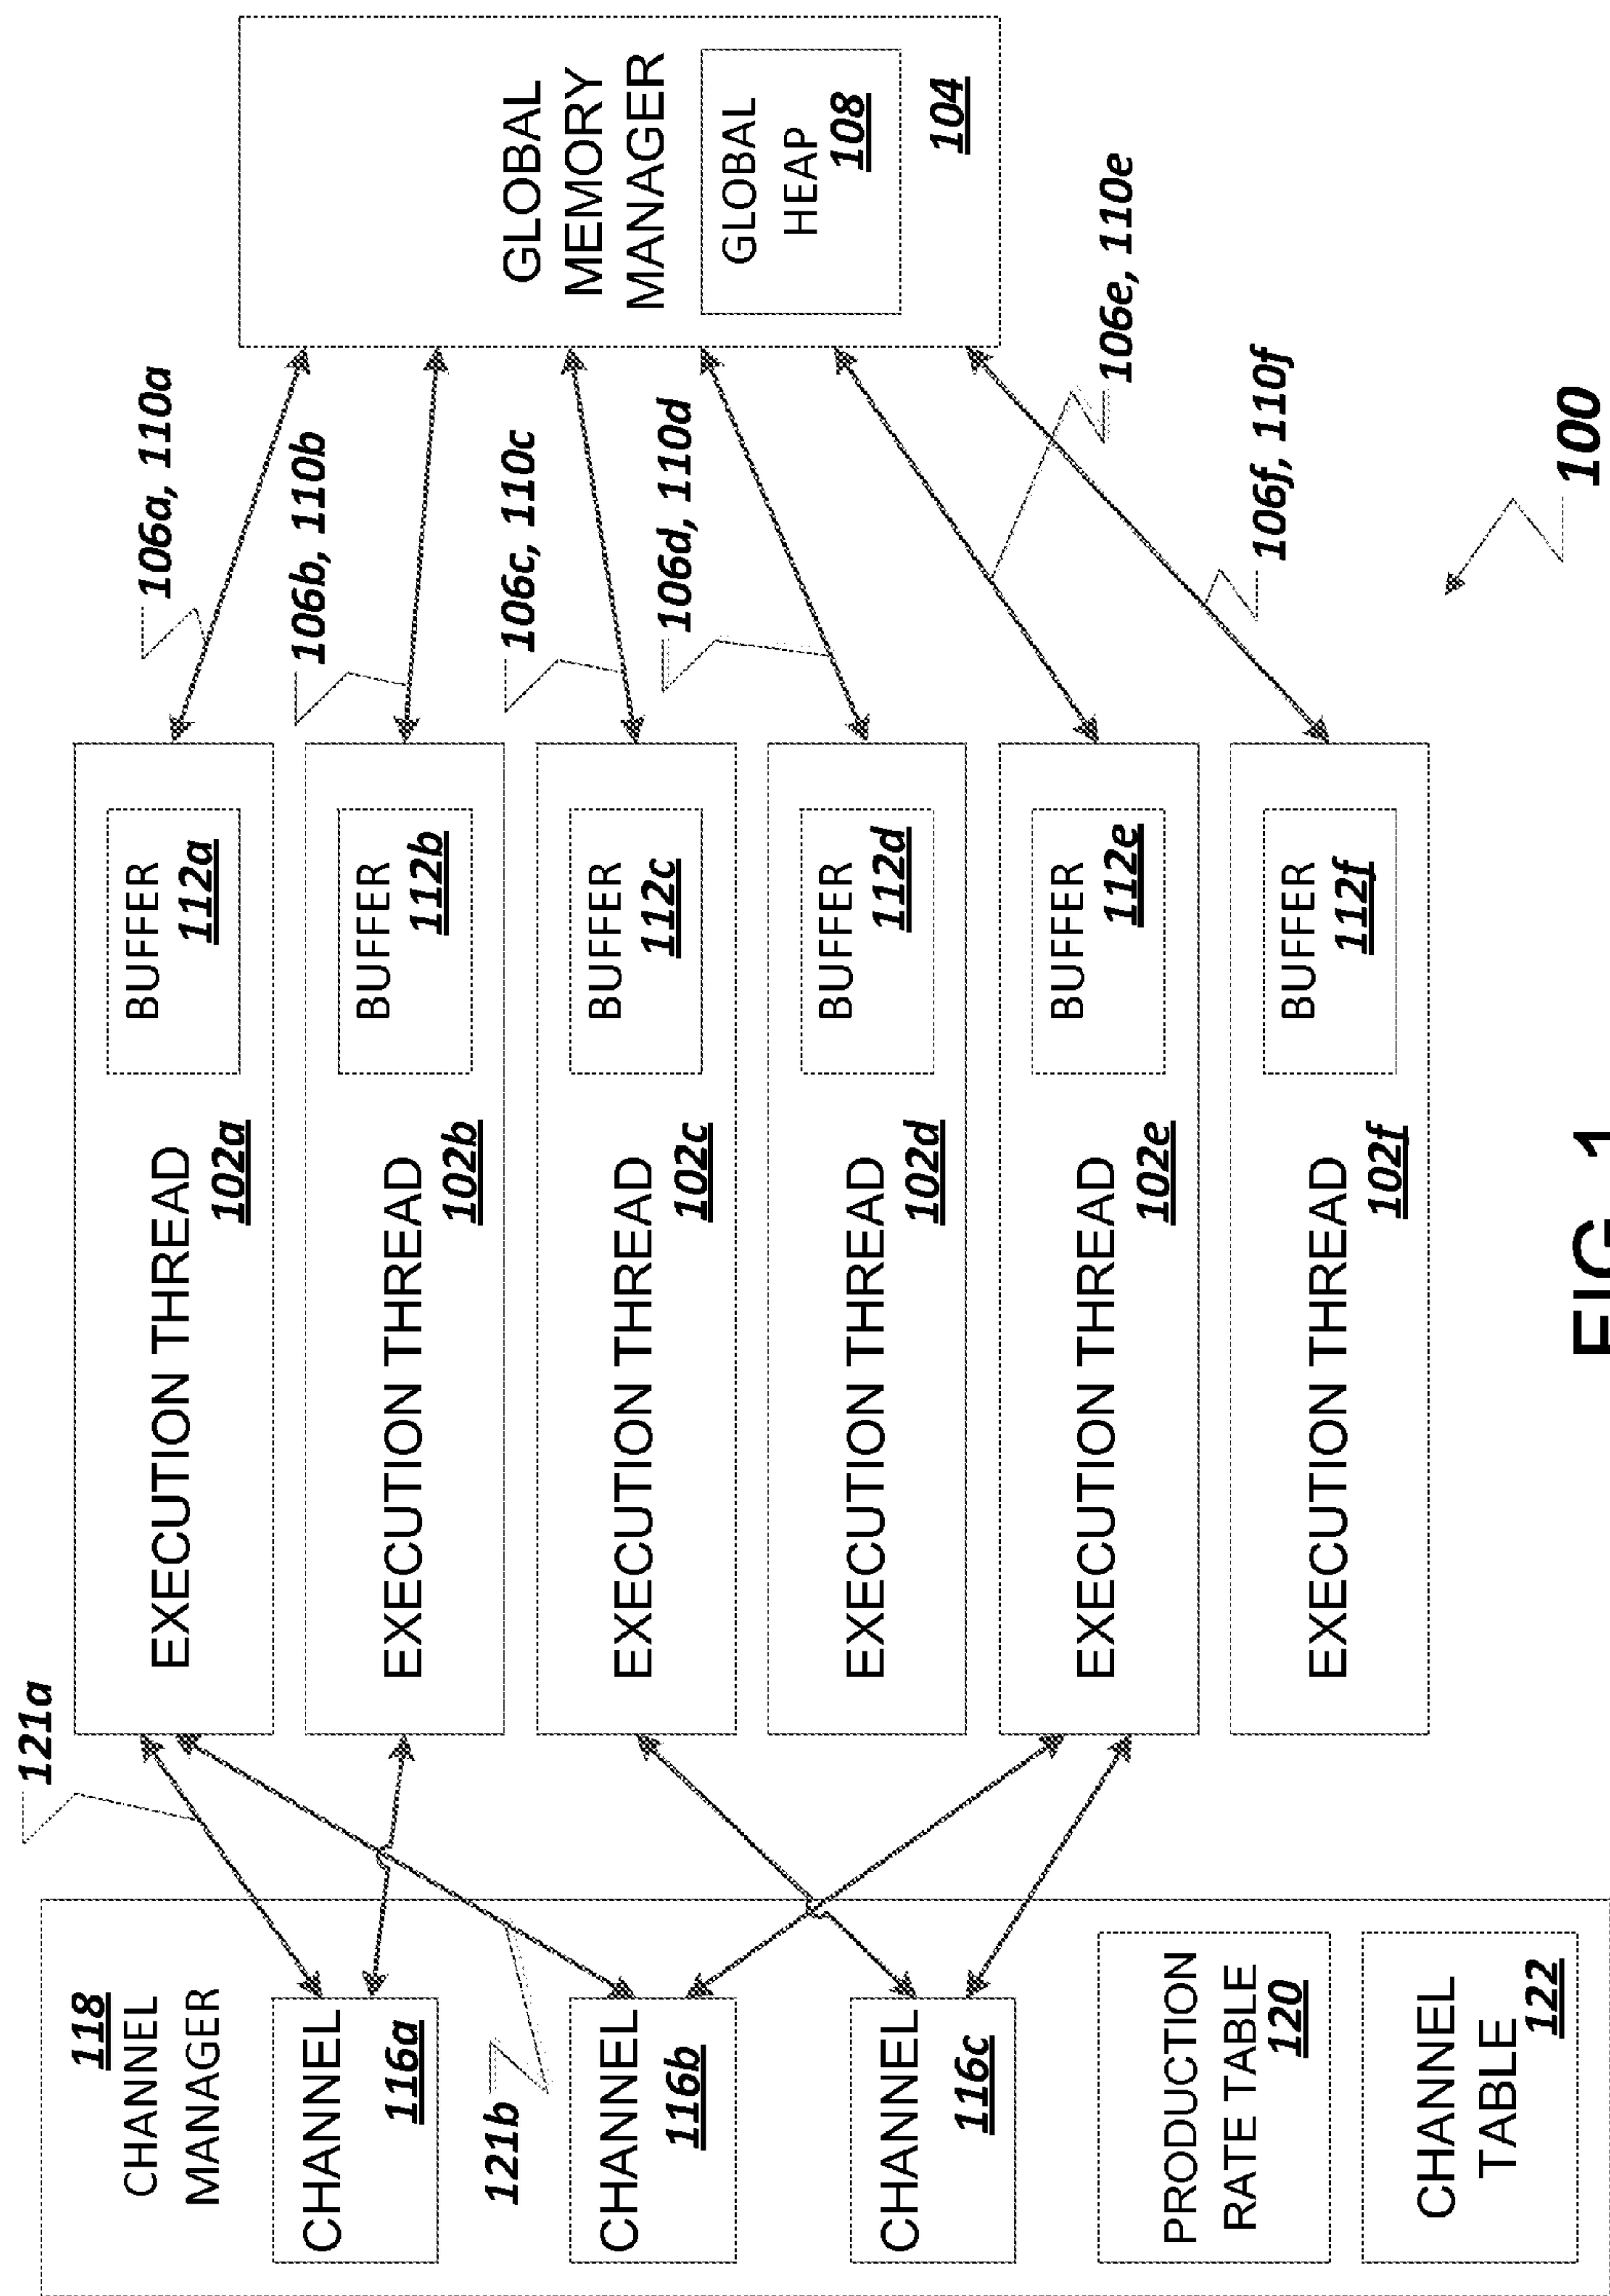 118
CHANNEL
MANAGER
CHANNEL
116a
121b
CHANNEL
116b
CHANNEL
116c
PRODUCTION
RATE TABLE
120
CHANNEL
TABLE
122
121a
EXECUTION THREAD
102a
BUFFER
112a
EXECUTION THREAD
102b
BUFFER
112b
EXECUTION THREAD
102c
BUFFER
112c
EXECUTION THREAD
102d
BUFFER
112d
EXECUTION THREAD
102e
BUFFER
112e
EXECUTION THREAD
102f
BUFFER
112f
106a, 110a
106b, 110b
106c, 110c
106d, 110d
106e, 110e
106f, 110f
GLOBAL
MEMORY
MANAGER
GLOBAL
HEAP
108
104
100
FIG. 1